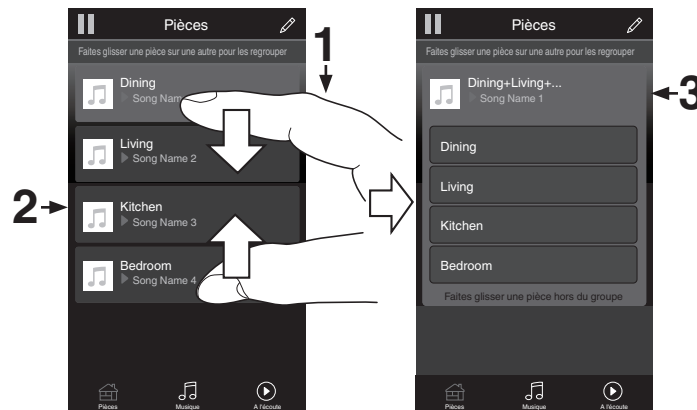 Pièces
Faites glisser une pièce sur une autre pour les regrouper
1
Dining
Song Nam
Living
Song Name 2
2
Kitchen
Song Name 3
Bedroom
Song Name 4
Pièces
Musique
A l'écoute
Pièces
Faites glisser une pièce sur une autre pour les regrouper
Dining+Living+...
Song Name 1
3
Dining
Living
Kitchen
Bedroom
Faites glisser une pièce hors du groupe
Pièces
Musique
A l'écoute